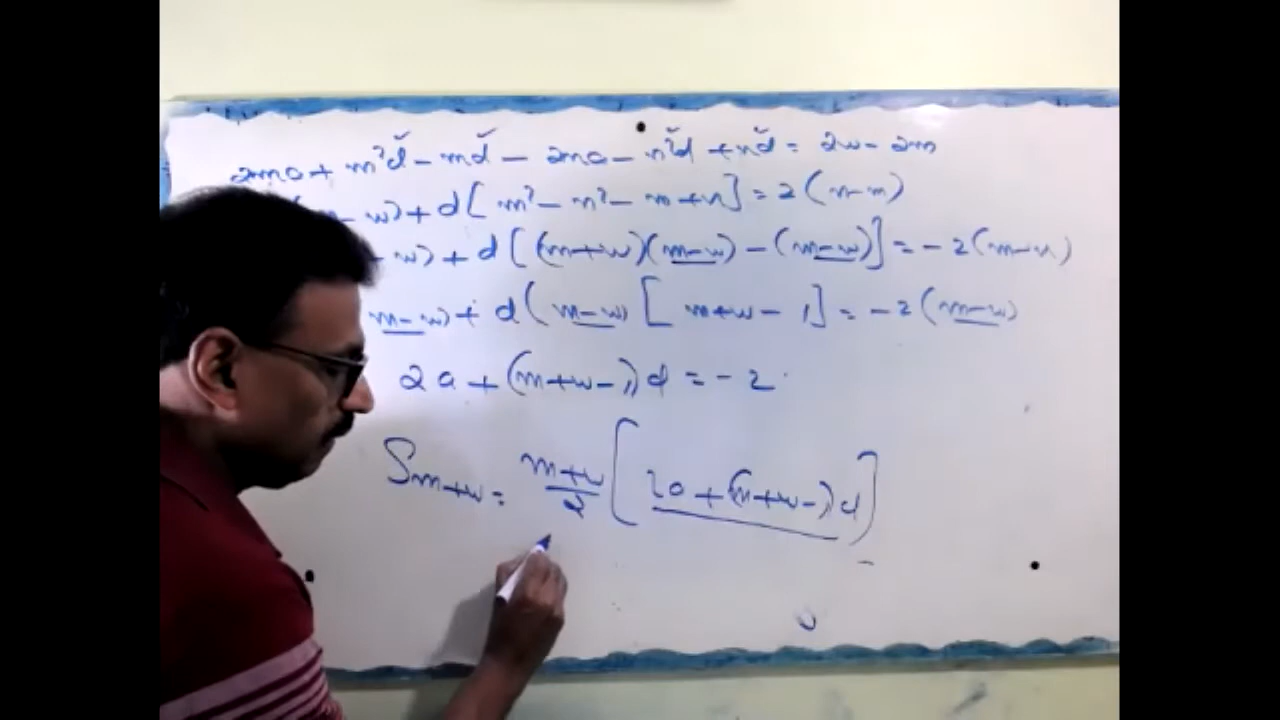 2ma + m²d - md - 2na - n²d + nd = 2n - 2m
- n) + d[ m² - n² - m + n] = 2(n - m)
- n) + d[(m+n)(m-n) - (m-n)] = -2(m-n)
m-n) + d(m-n)[ m+n - 1] = -2(m-n)
2a + (m+n-1)d = -2
Sm+n = m+n/2 [ 2a + (m+n-1)d]